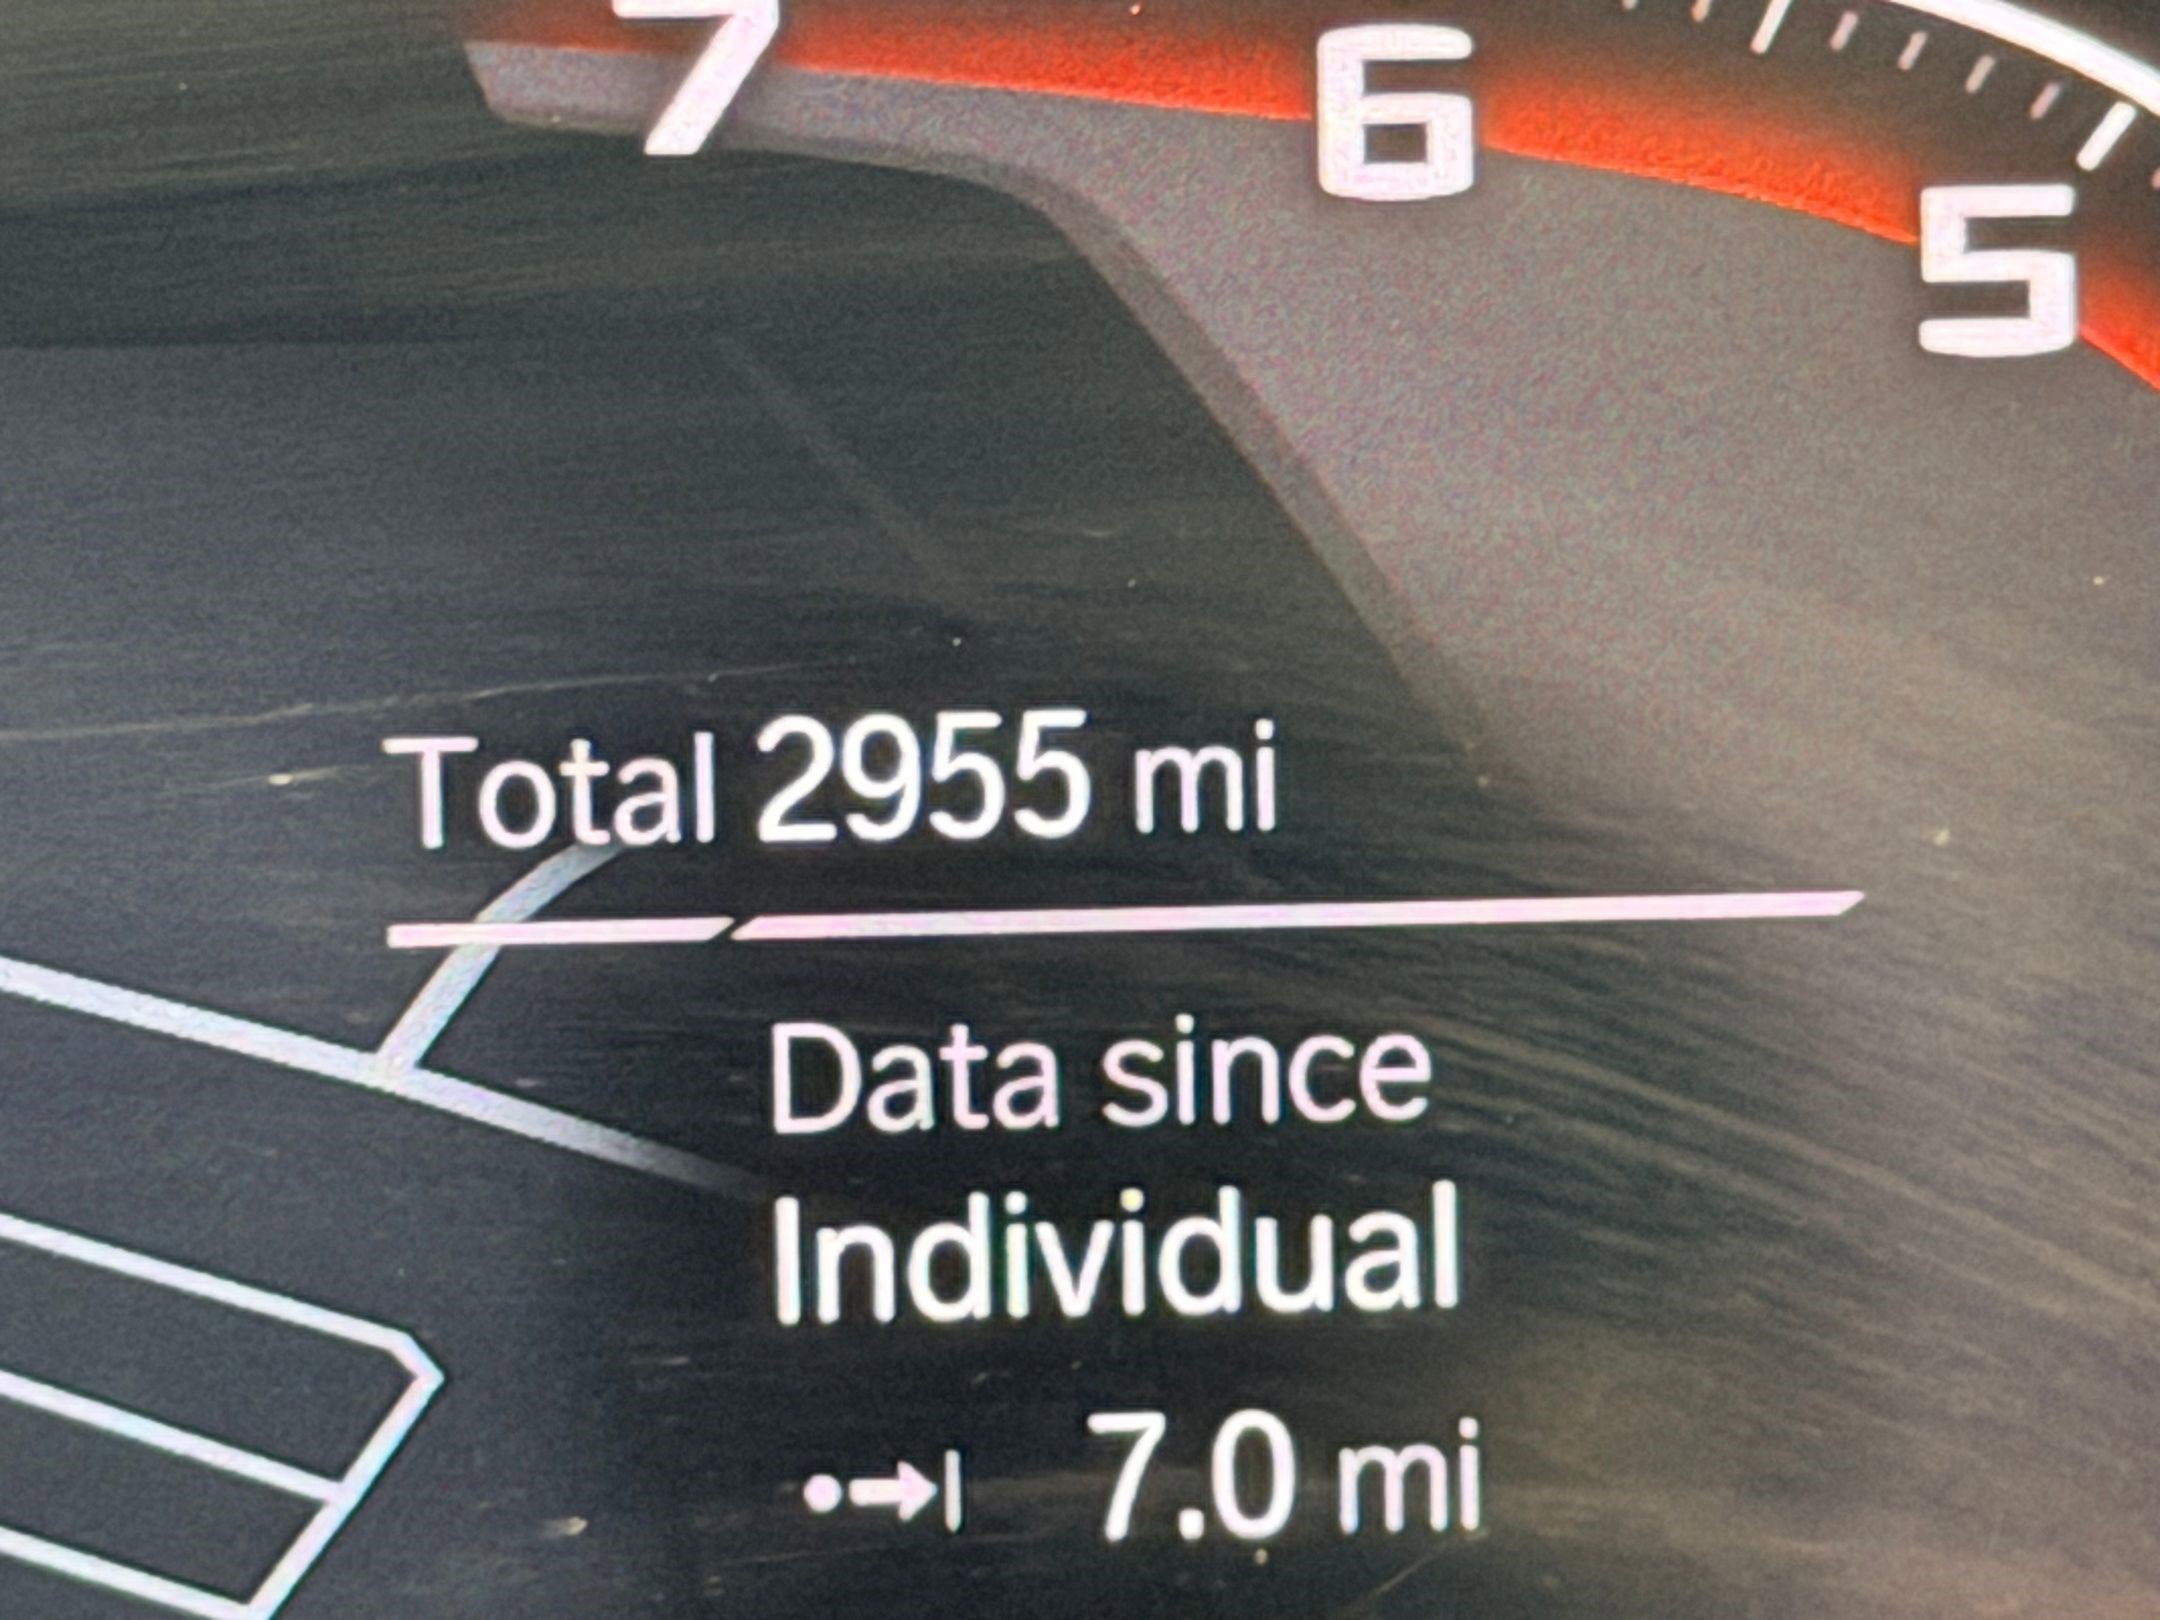 7
6
5
Total 2955 mi
Data since
Individual
7.0 mi